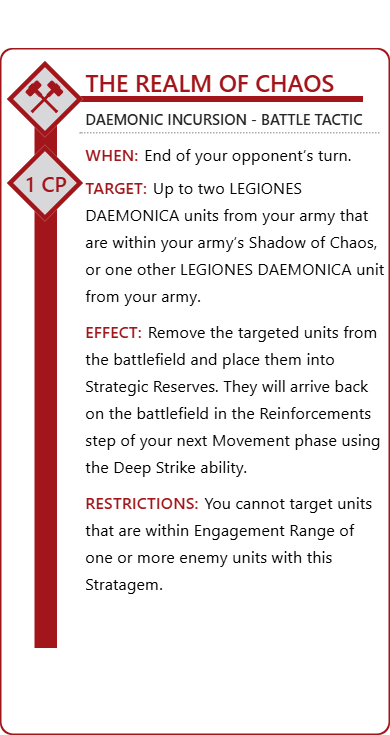 THE REALM OF CHAOS
DAEMONIC INCURSION - BATTLE TACTIC
WHEN: End of your opponent's turn.
1 CP
TARGET: Up to two LEGIONES
DAEMONICA units from your army that
are within your army's Shadow of Chaos,
or one other LEGIONES DAEMONICA unit
from your army.
EFFECT: Remove the targeted units from
the battlefield and place them into
Strategic Reserves. They will arrive back
on the battlefield in the Reinforcements
step of your next Movement phase using
the Deep Strike ability.
RESTRICTIONS: You cannot target units
that are within Engagement Range of
one or more enemy units with this
Stratagem.